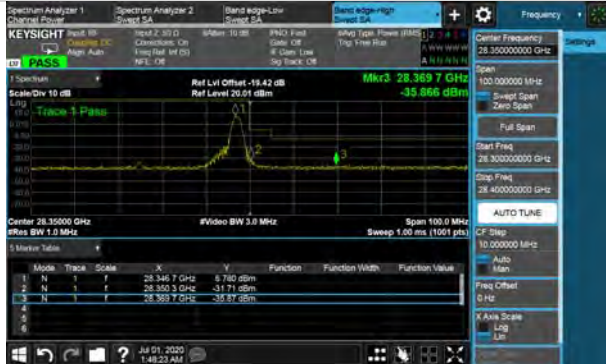 Spectrum Analyzer 1
Channel Power
Spectrum Analyzer 2
Swept SA
Band edge-Low
Swept SA
Band edge-High
Swept SA
Frequency
KEYSIGHT
Input: RF
Coupling: DC
Align: Auto
Input Z: 50 Ω
Corrections: On
Freq Ref: Int (S)
NFE: Off
#Atten: 10 dB
PNO: Fast
Gate: Off
IF Gain: Low
Sig Track: Off
#Avg Type: Power (RMS)
Trig: Free Run
PASS
1 Spectrum
Scale/Div 10 dB
Ref Lvl Offset -19.42 dB
Ref Level 20.01 dBm
Mkr3 28.369 7 GHz
-35.866 dBm
Log
Trace 1 Pass
Center 28.35000 GHz
#Res BW 1.0 MHz
#Video BW 3.0 MHz
Span 100.0 MHz
Sweep 1.00 ms (1001 pts)
5 Marker Table
Mode Trace Scale X Y Function Function Width Function Value
1 N 1 f 28.346 7 GHz 6.780 dBm
2 N 1 f 28.350 3 GHz -31.71 dBm
3 N 1 f 28.369 7 GHz -35.87 dBm
4
5
6
Jul 01, 2020
1:48:23 AM
Center Frequency
28.350000000 GHz
Settings
Span
100.000000 MHz
Swept Span
Zero Span
Full Span
Start Freq
28.300000000 GHz
Stop Freq
28.400000000 GHz
AUTO TUNE
CF Step
10.000000 MHz
Auto
Man
Freq Offset
0 Hz
X Axis Scale
Log
Lin